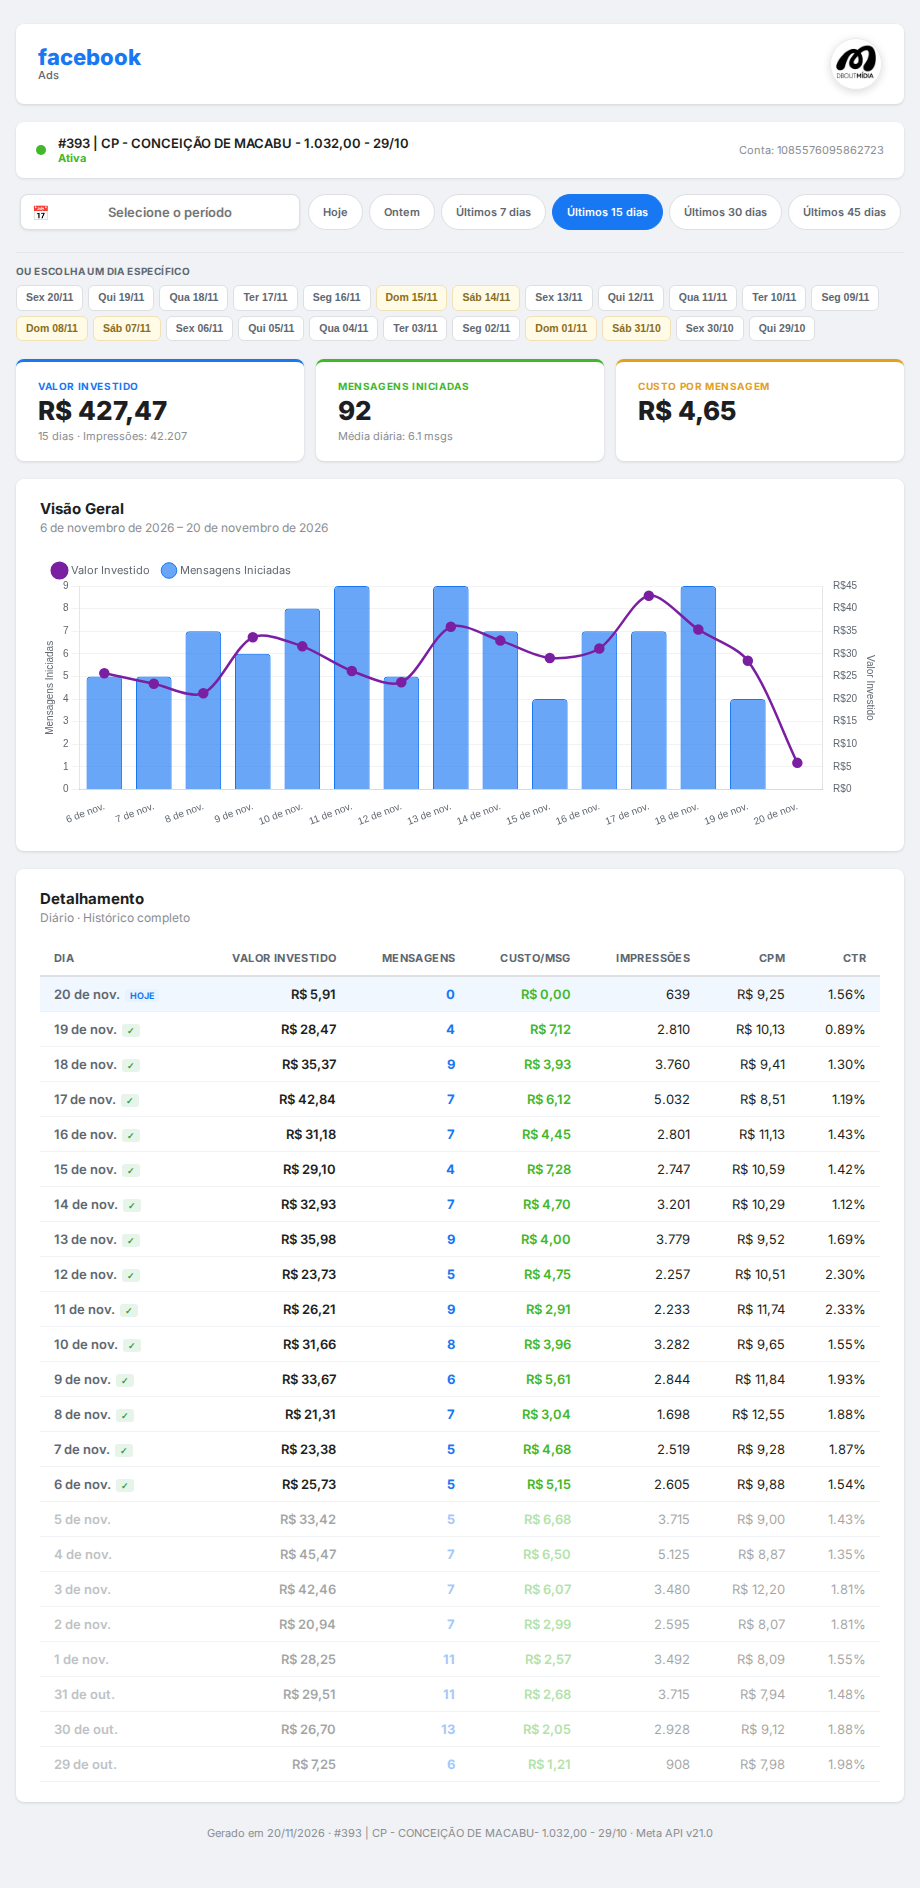 facebook
Ads
DBOUTMÍDIA
#393 | CP - CONCEIÇÃO DE MACABU - 1.032,00 - 29/10
Ativa
Conta: 1085576095862723
Selecione o período
Hoje
Ontem
Últimos 7 dias
Últimos 15 dias
Últimos 30 dias
Últimos 45 dias
OU ESCOLHA UM DIA ESPECÍFICO
Sex 20/11 Qui 19/11 Qua 18/11 Ter 17/11 Seg 16/11 Dom 15/11 Sáb 14/11 Sex 13/11 Qui 12/11 Qua 11/11 Ter 10/11 Seg 09/11
Dom 08/11 Sáb 07/11 Sex 06/11 Qui 05/11 Qua 04/11 Ter 03/11 Seg 02/11 Dom 01/11 Sáb 31/10 Sex 30/10 Qui 29/10
VALOR INVESTIDO
R$ 427,47
15 dias · Impressões: 42.207
MENSAGENS INICIADAS
92
Média diária: 6.1 msgs
CUSTO POR MENSAGEM
R$ 4,65
Visão Geral
6 de novembro de 2026 – 20 de novembro de 2026
Valor Investido Mensagens Iniciadas
Mensagens Iniciadas
9
8
7
6
5
4
3
2
1
0
R$45
R$40
R$35
R$30
R$25
R$20
R$15
R$10
R$5
R$0
Valor Investido
6 de nov. 7 de nov. 8 de nov. 9 de nov. 10 de nov. 11 de nov. 12 de nov. 13 de nov. 14 de nov. 15 de nov. 16 de nov. 17 de nov. 18 de nov. 19 de nov. 20 de nov.
Detalhamento
Diário · Histórico completo
DIA VALOR INVESTIDO MENSAGENS CUSTO/MSG IMPRESSÕES CPM CTR
20 de nov. HOJE R$ 5,91 0 R$ 0,00 639 R$ 9,25 1.56%
19 de nov. ✓ R$ 28,47 4 R$ 7,12 2.810 R$ 10,13 0.89%
18 de nov. ✓ R$ 35,37 9 R$ 3,93 3.760 R$ 9,41 1.30%
17 de nov. ✓ R$ 42,84 7 R$ 6,12 5.032 R$ 8,51 1.19%
16 de nov. ✓ R$ 31,18 7 R$ 4,45 2.801 R$ 11,13 1.43%
15 de nov. ✓ R$ 29,10 4 R$ 7,28 2.747 R$ 10,59 1.42%
14 de nov. ✓ R$ 32,93 7 R$ 4,70 3.201 R$ 10,29 1.12%
13 de nov. ✓ R$ 35,98 9 R$ 4,00 3.779 R$ 9,52 1.69%
12 de nov. ✓ R$ 23,73 5 R$ 4,75 2.257 R$ 10,51 2.30%
11 de nov. ✓ R$ 26,21 9 R$ 2,91 2.233 R$ 11,74 2.33%
10 de nov. ✓ R$ 31,66 8 R$ 3,96 3.282 R$ 9,65 1.55%
9 de nov. ✓ R$ 33,67 6 R$ 5,61 2.844 R$ 11,84 1.93%
8 de nov. ✓ R$ 21,31 7 R$ 3,04 1.698 R$ 12,55 1.88%
7 de nov. ✓ R$ 23,38 5 R$ 4,68 2.519 R$ 9,28 1.87%
6 de nov. ✓ R$ 25,73 5 R$ 5,15 2.605 R$ 9,88 1.54%
5 de nov. R$ 33,42 5 R$ 6,68 3.715 R$ 9,00 1.43%
4 de nov. R$ 45,47 7 R$ 6,50 5.125 R$ 8,87 1.35%
3 de nov. R$ 42,46 7 R$ 6,07 3.480 R$ 12,20 1.81%
2 de nov. R$ 20,94 7 R$ 2,99 2.595 R$ 8,07 1.81%
1 de nov. R$ 28,25 11 R$ 2,57 3.492 R$ 8,09 1.55%
31 de out. R$ 29,51 11 R$ 2,68 3.715 R$ 7,94 1.48%
30 de out. R$ 26,70 13 R$ 2,05 2.928 R$ 9,12 1.88%
29 de out. R$ 7,25 6 R$ 1,21 908 R$ 7,98 1.98%
Gerado em 20/11/2026 · #393 | CP - CONCEIÇÃO DE MACABU- 1.032,00 - 29/10 · Meta API v21.0